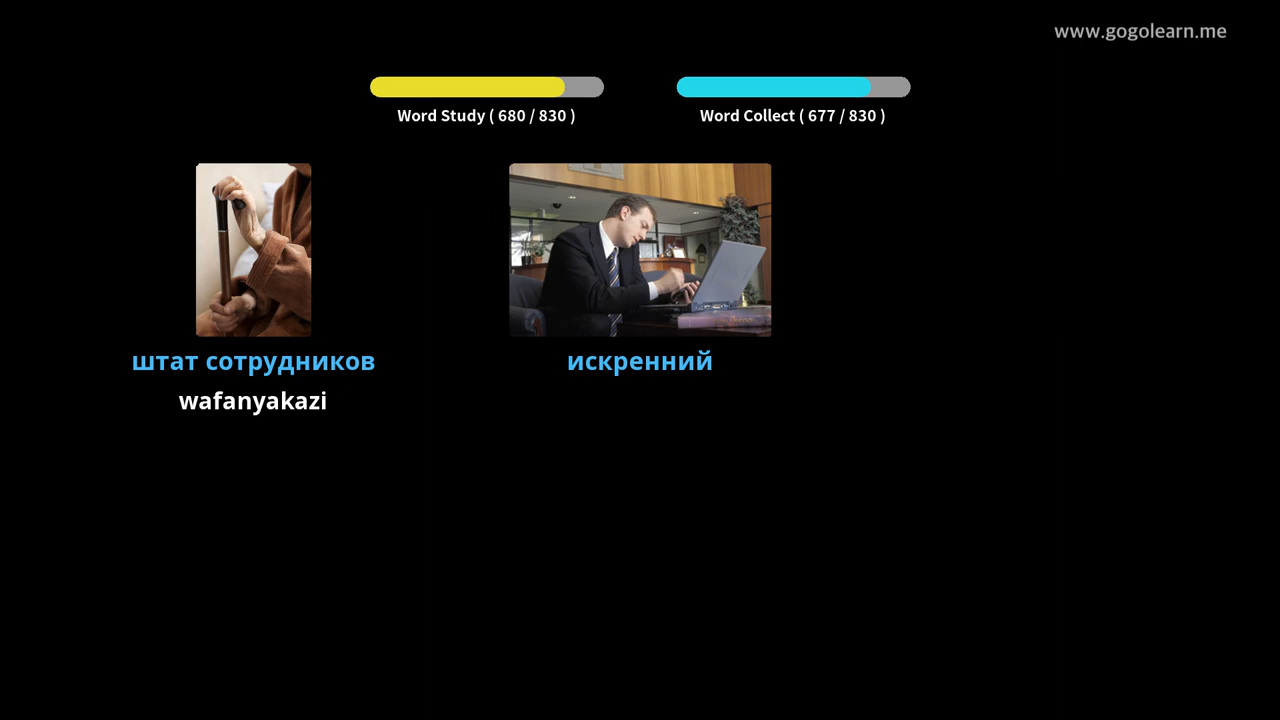 www.gogolearn.me
Word Study ( 680 / 830 )
Word Collect ( 677 / 830 )
штат сотрудников
искренний
wafanyakazi